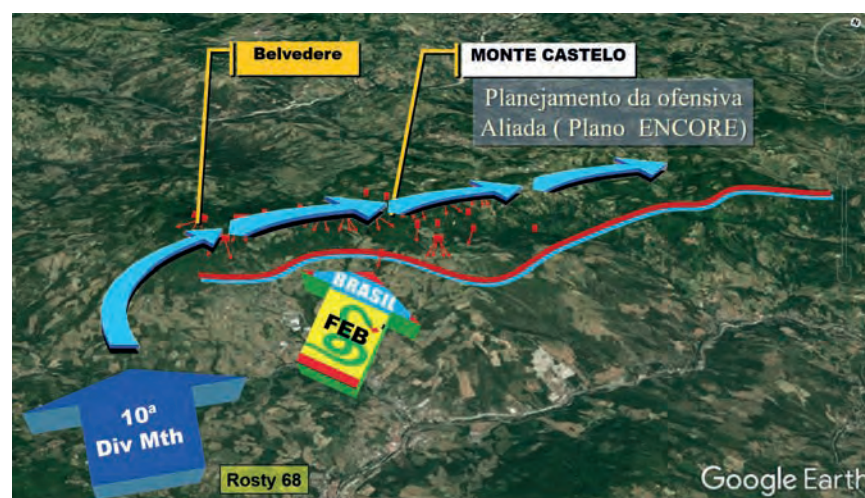 Belvedere
MONTE CASTELO
Planejamento da ofensiva
Aliada ( Plano ENCORE)
BRASIL
FEB
10ª
Div Mth
Rosty 68
Google Earth